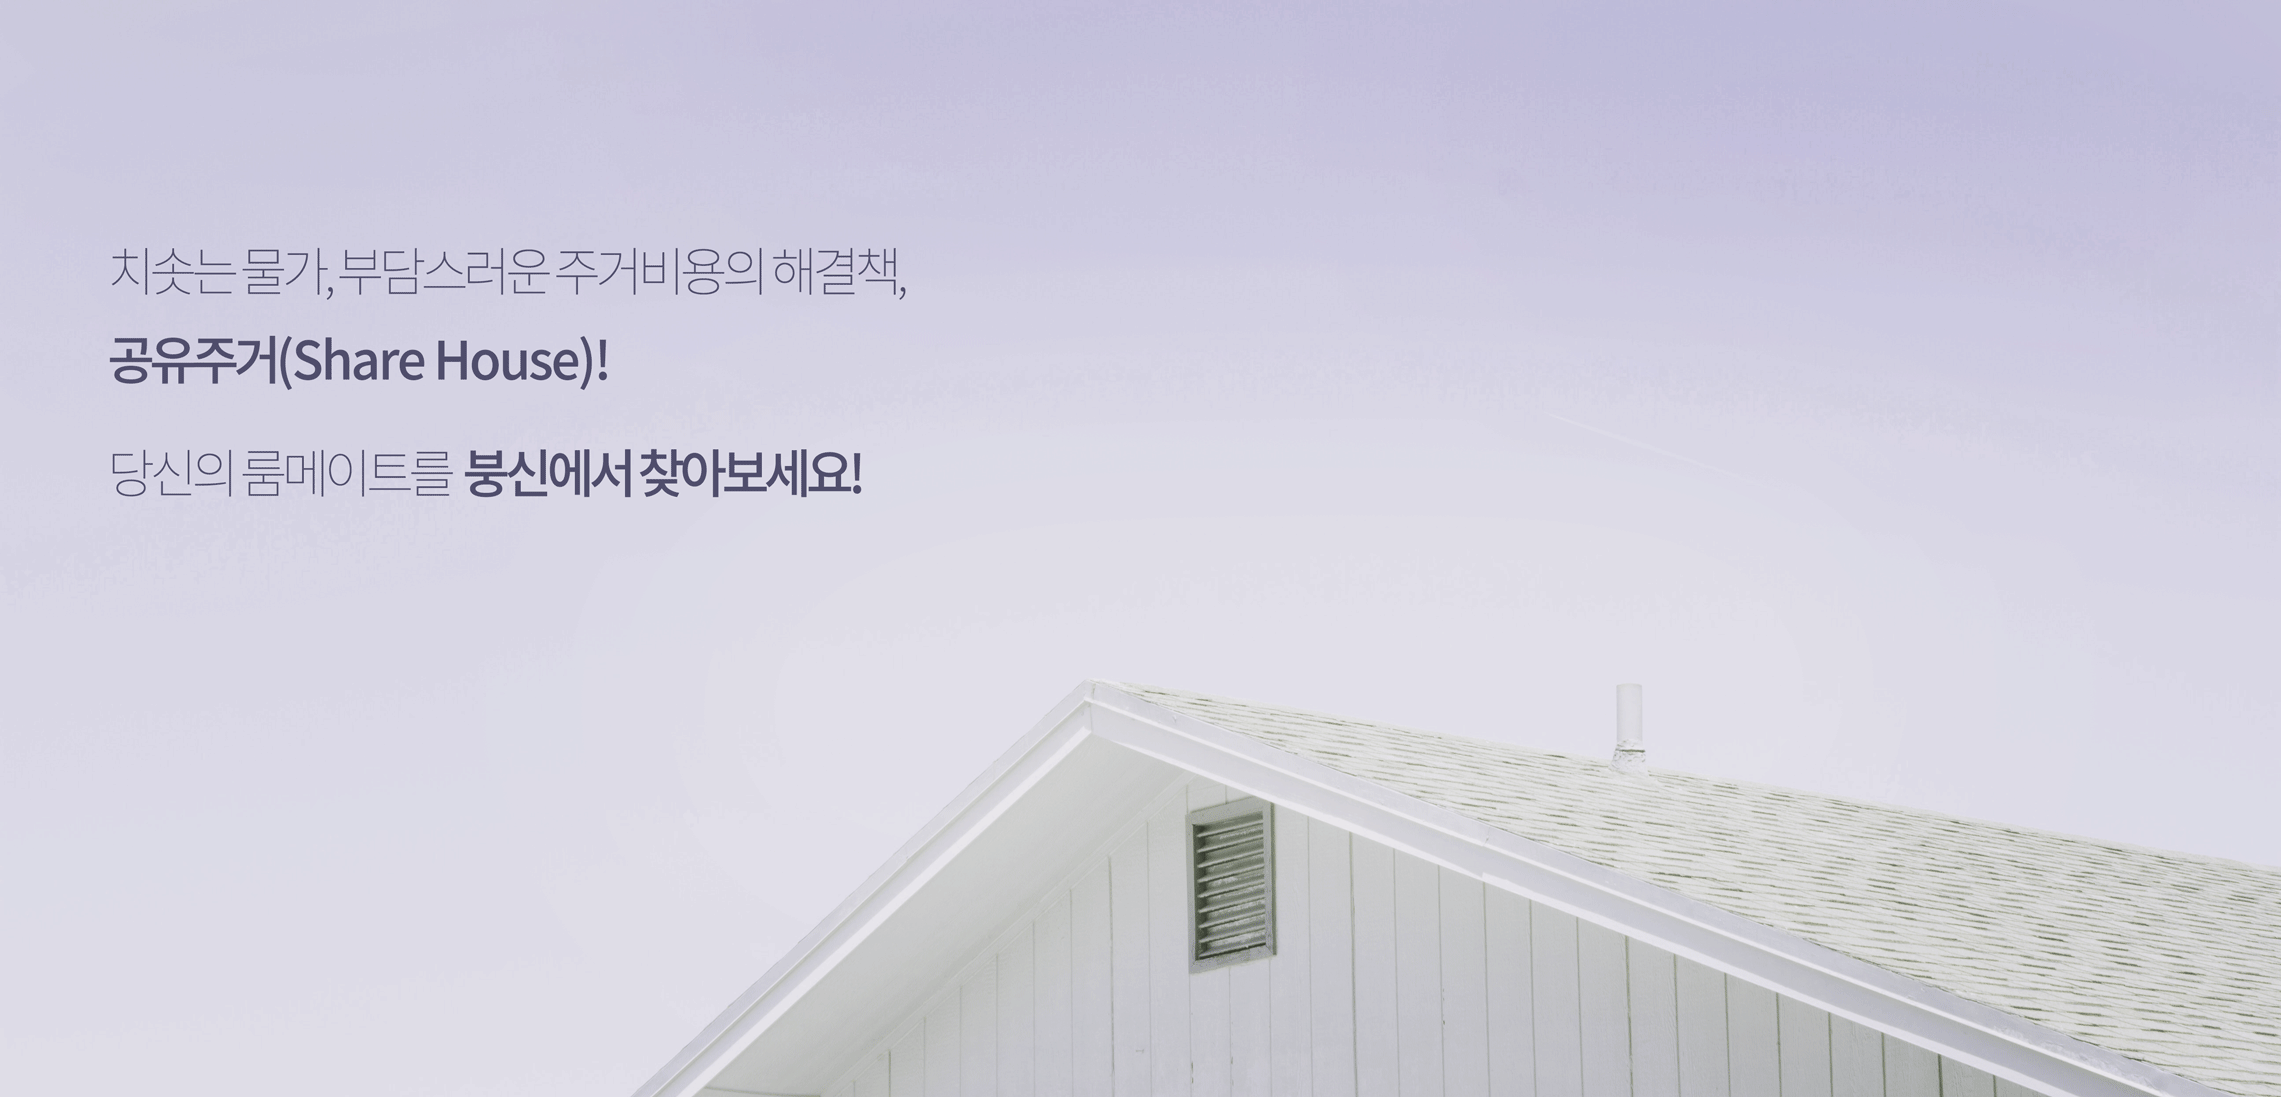 치솟는 물가, 부담스러운 주거비용의 해결책,
공유주거(Share House)!
당신의 룸메이트를 붕신에서 찾아보세요!